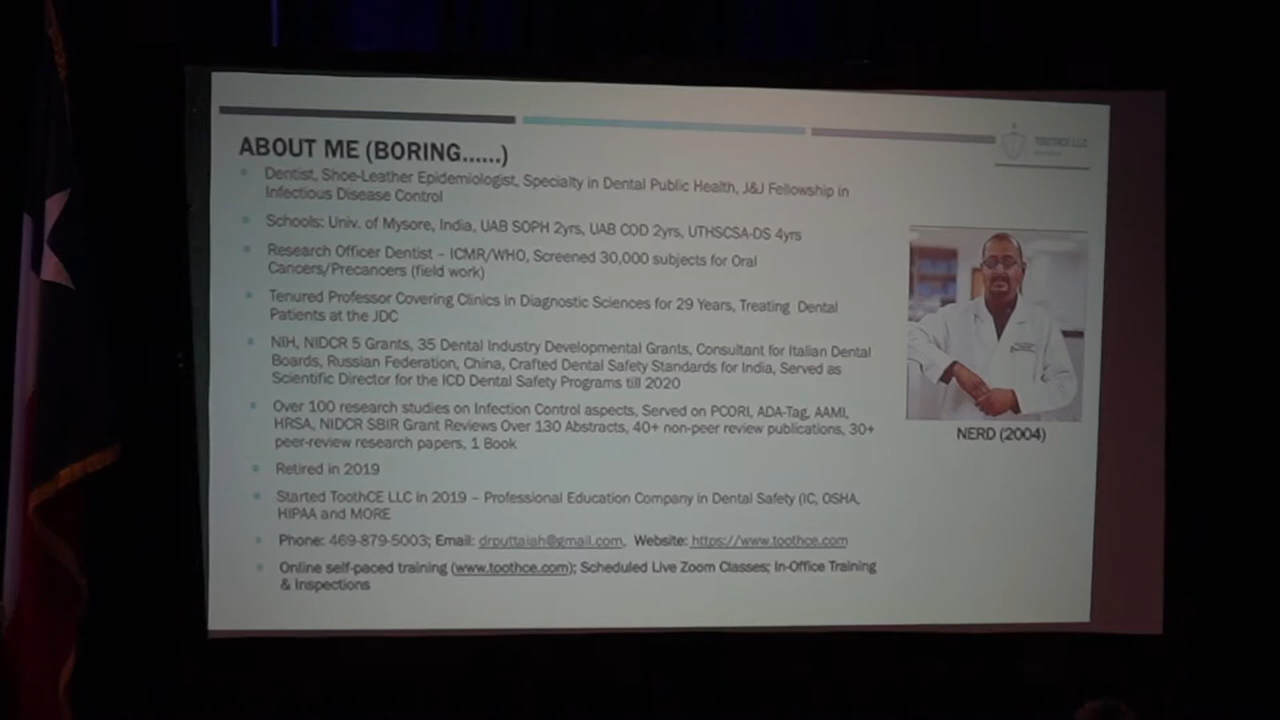 TOOTHCE LLC
ABOUT ME (BORING......)
Dentist, Shoe-Leather Epidemiologist, Specialty in Dental Public Health, J&J Fellowship in
Infectious Disease Control
Schools: Univ. of Mysore, India, UAB SOPH 2yrs, UAB COD 2yrs, UTHSCSA-DS 4yrs
Research Officer Dentist – ICMR/WHO, Screened 30,000 subjects for Oral
Cancers/Precancers (field work)
Tenured Professor Covering Clinics in Diagnostic Sciences for 29 Years, Treating Dental
Patients at the JDC
NIH, NIDCR 5 Grants, 35 Dental Industry Developmental Grants, Consultant for Italian Dental
Boards, Russian Federation, China, Crafted Dental Safety Standards for India, Served as
Scientific Director for the ICD Dental Safety Programs till 2020
Over 100 research studies on Infection Control aspects, Served on PCORI, ADA-Tag, AAMI,
HRSA, NIDCR SBIR Grant Reviews Over 130 Abstracts, 40+ non-peer review publications, 30+
peer-review research papers, 1 Book
Retired in 2019
Started ToothCE LLC in 2019 – Professional Education Company in Dental Safety (IC, OSHA,
HIPAA and MORE
Phone: 469-879-5003; Email: drputtaiah@gmail.com, Website: https://www.toothce.com
Online self-paced training (www.toothce.com); Scheduled Live Zoom Classes; In-Office Training
& Inspections
NERD (2004)